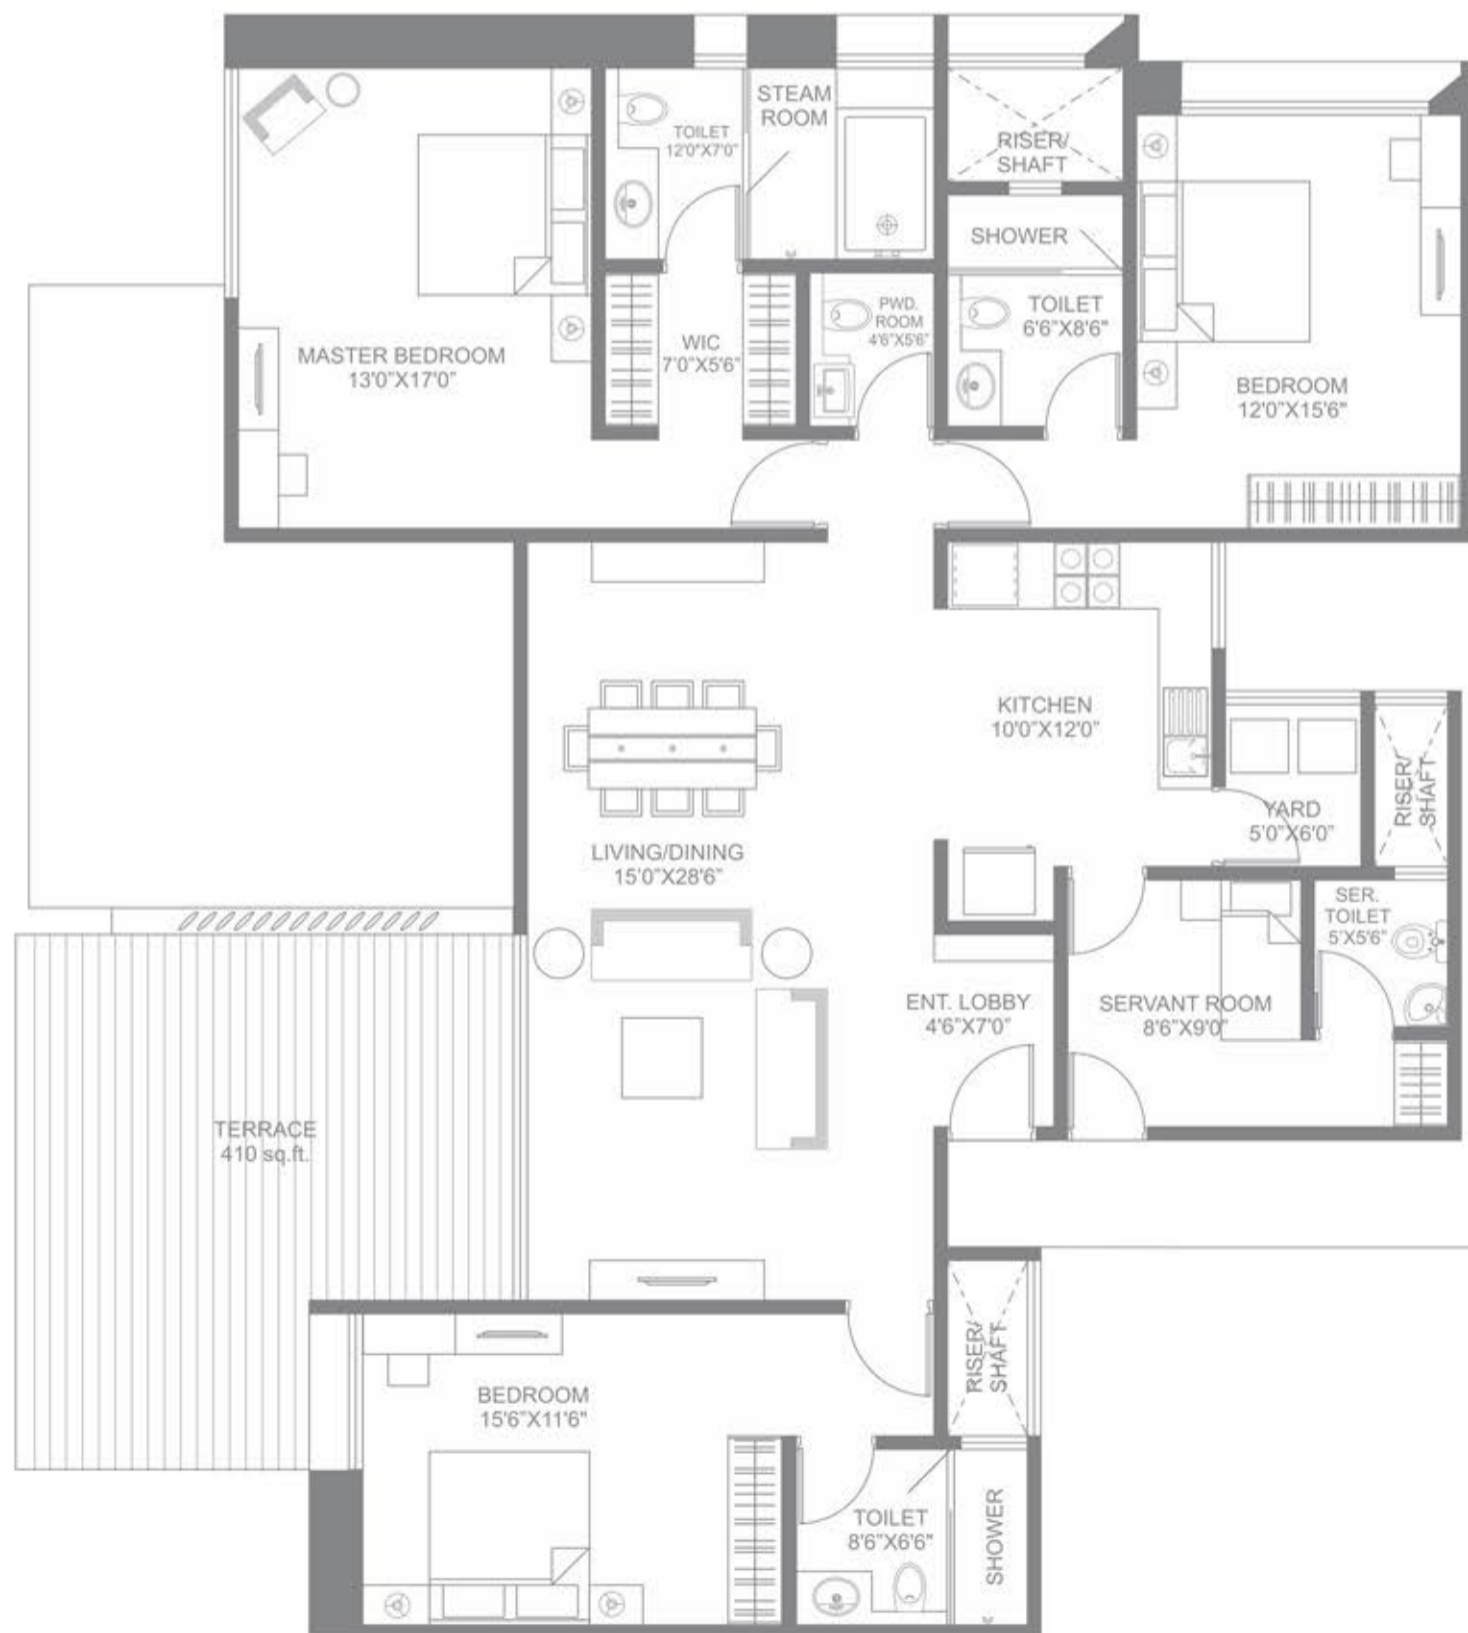 STEAM
ROOM
TOILET
12'0"X7'0"
RISER/
SHAFT
SHOWER
MASTER BEDROOM
13'0"X17'0"
WIC
7'0"X5'6"
PWD.
ROOM
4'6"X5'6"
TOILET
6'6"X8'6"
BEDROOM
12'0"X15'6"
KITCHEN
10'0"X12'0"
YARD
5'0"X6'0"
RISER/
SHAFT
LIVING/DINING
15'0"X28'6"
SER.
TOILET
5'X5'6"
ENT. LOBBY
4'6"X7'0"
SERVANT ROOM
8'6"X9'0"
TERRACE
410 sq.ft.
RISER/
SHAFT
BEDROOM
15'6"X11'6"
TOILET
8'6"X6'6"
SHOWER